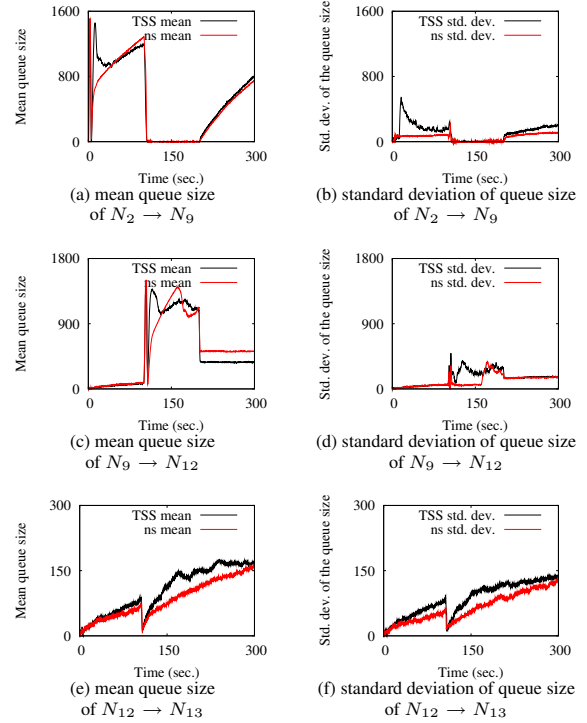 Mean queue size
1600
800
0
TSS mean
ns mean
0 150 300
Time (sec.)
(a) mean queue size
of N2 → N9
Std. dev. of the queue size
1600
800
0
TSS std. dev.
ns std. dev.
0 150 300
Time (sec.)
(b) standard deviation of queue size
of N2 → N9
Mean queue size
1800
900
0
TSS mean
ns mean
0 150 300
Time (sec.)
(c) mean queue size
of N9 → N12
Std. dev. of the queue size
1800
900
0
TSS std. dev.
ns std. dev.
0 150 300
Time (sec.)
(d) standard deviation of queue size
of N9 → N12
Mean queue size
300
150
0
TSS mean
ns mean
0 150 300
Time (sec.)
(e) mean queue size
of N12 → N13
Std. dev. of the queue size
300
150
0
TSS std. dev.
ns std. dev.
0 150 300
Time (sec.)
(f) standard deviation of queue size
of N12 → N13